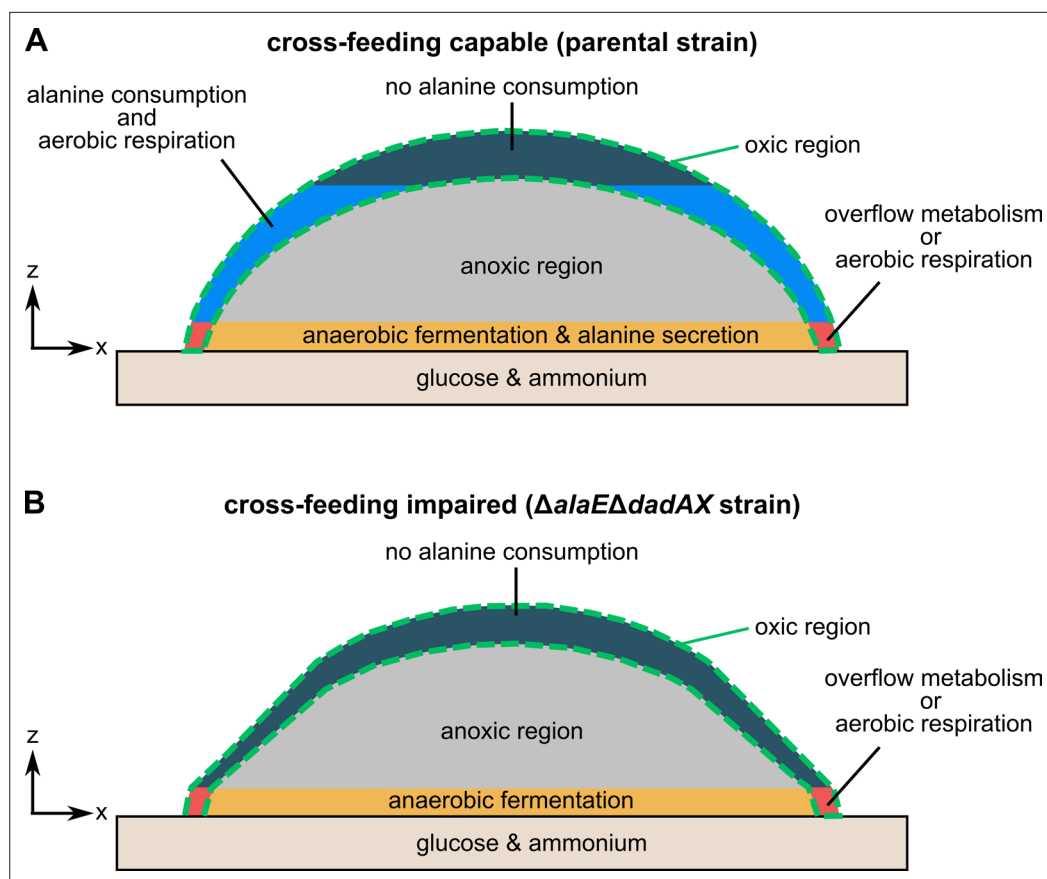 A
cross-feeding capable (parental strain)
no alanine consumption
alanine consumption
and
aerobic respiration
oxic region
overflow metabolism
or
aerobic respiration
anoxic region
z
x
anaerobic fermentation & alanine secretion
glucose & ammonium
B
cross-feeding impaired (ΔalaEΔdadAX strain)
no alanine consumption
oxic region
overflow metabolism
or
aerobic respiration
anoxic region
z
x
anaerobic fermentation
glucose & ammonium